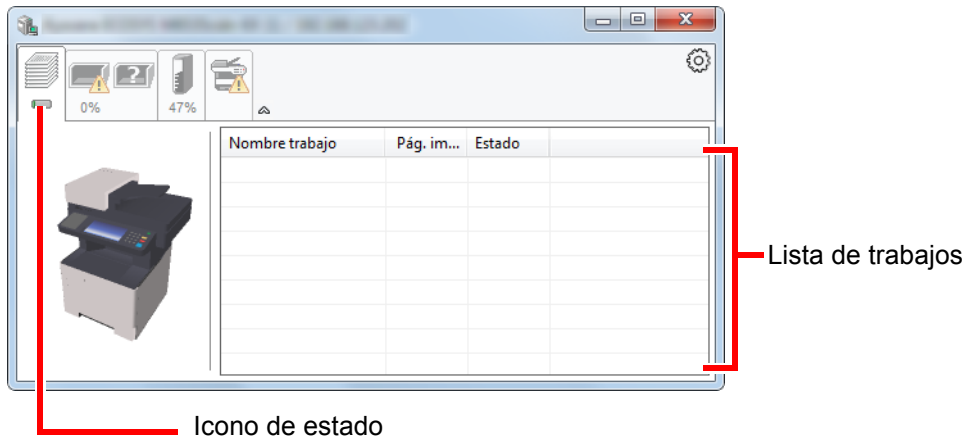 0%
?
47%
Nombre trabajo Pág. im... Estado
Lista de trabajos
Icono de estado